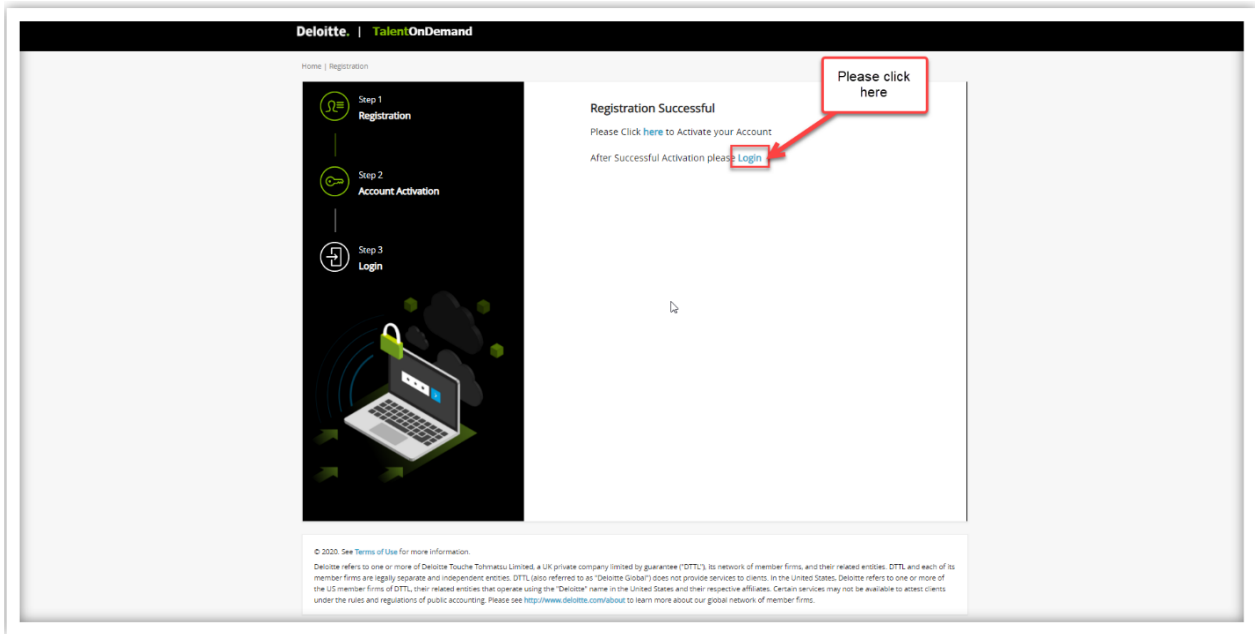 Deloitte. | TalentOnDemand
Home | Registration
Please click
here
Step 1
Registration
Step 2
Account Activation
Step 3
Login
Registration Successful
Please Click here to Activate your Account
After Successful Activation please Login
© 2020. See Terms of Use for more information.
Deloitte refers to one or more of Deloitte Touche Tohmatsu Limited, a UK private company limited by guarantee ("DTTL"), its network of member firms, and their related entities. DTTL and each of its
member firms are legally separate and independent entities. DTTL (also referred to as "Deloitte Global") does not provide services to clients. In the United States, Deloitte refers to one or more of
the US member firms of DTTL, their related entities that operate using the "Deloitte" name in the United States and their respective affiliates. Certain services may not be available to attest clients
under the rules and regulations of public accounting. Please see http://www.deloitte.com/about to learn more about our global network of member firms.